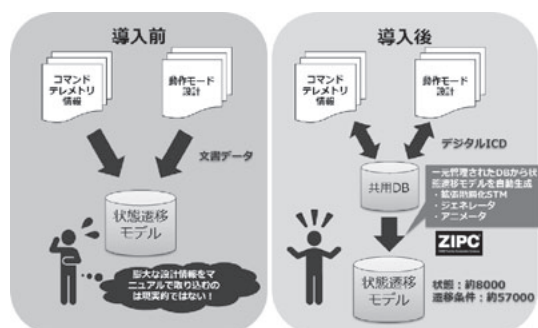 導入前
コマンド
テレメトリ
情報
動作モード
設計
文書データ
状態遷移
モデル
膨大な設計情報をマ
ニュアルで取り込むの
は現実的ではない！
導入後
コマンド
テレメトリ
情報
動作モード
設計
デジタルICD
共用DB
一元管理されたDBから状
態遷移モデルを自動生成
・拡張階層化STM
・ジェネレータ
・アニメータ
ZIPC
状態遷移
モデル
状態：約8000
遷移条件：約57000